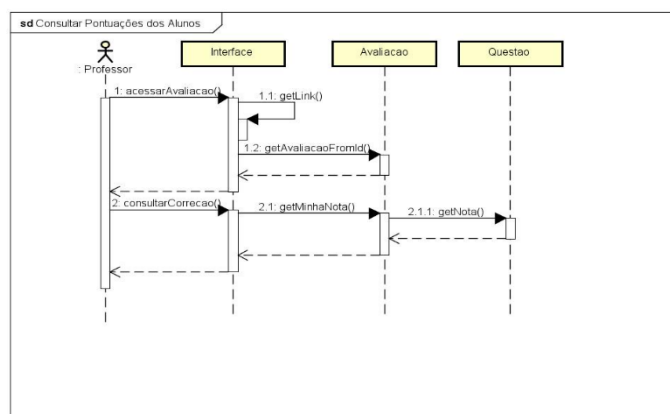 sd Consultar Pontuações dos Alunos
: Professor
Interface
Avaliacao
Questao
1: acessarAvaliacao()
1.1: getLink()
1.2: getAvaliacaoFromId()
2: consultarCorrecao()
2.1: getMinhaNota()
2.1.1: getNota()